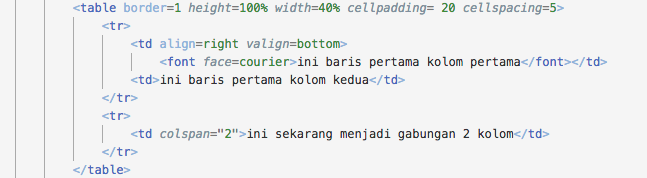 <table border=1 height=100% width=40% cellpadding= 20 cellspacing=5>
<tr>
<td align=right valign=bottom>
<font face=courier>ini baris pertama kolom pertama</font></td>
<td>ini baris pertama kolom kedua</td>
</tr>
<tr>
<td colspan="2">ini sekarang menjadi gabungan 2 kolom</td>
</tr>
</table>